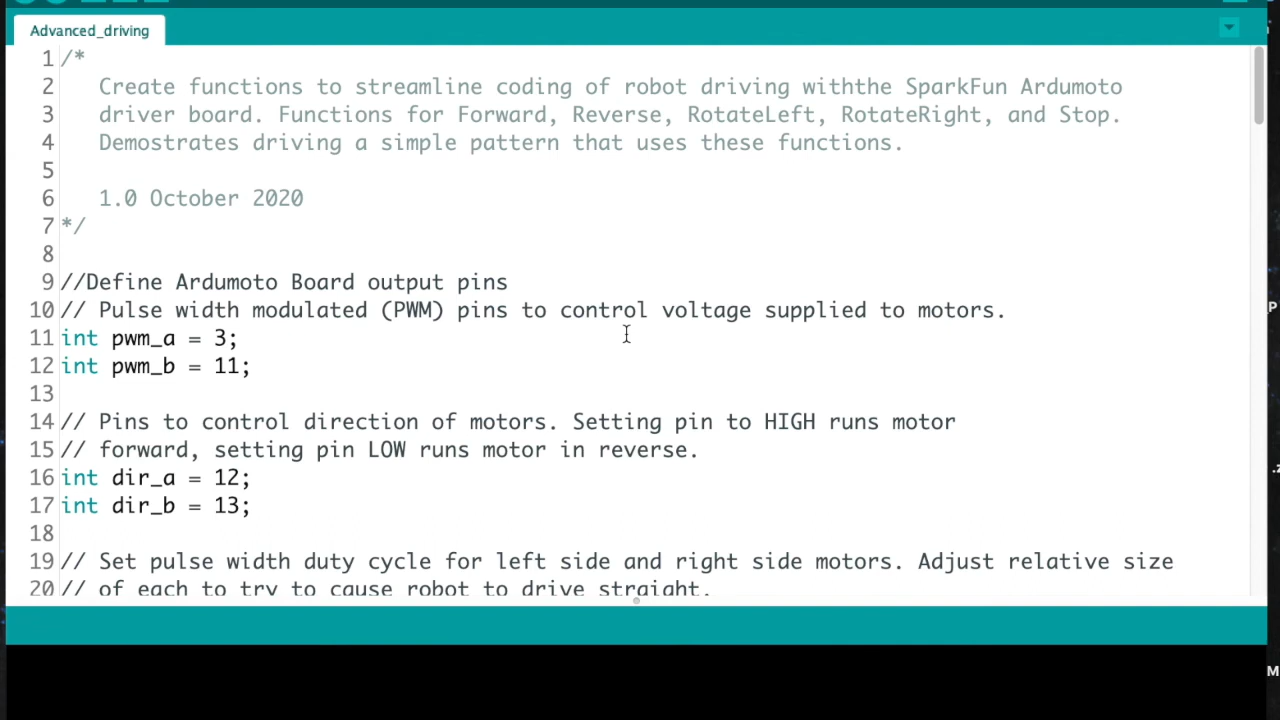 Advanced_driving
1 /*
2 Create functions to streamline coding of robot driving withthe SparkFun Ardumoto
3 driver board. Functions for Forward, Reverse, RotateLeft, RotateRight, and Stop.
4 Demostrates driving a simple pattern that uses these functions.
5
6 1.0 October 2020
7 */
8
9 //Define Ardumoto Board output pins
10 // Pulse width modulated (PWM) pins to control voltage supplied to motors.
11 int pwm_a = 3;
12 int pwm_b = 11;
13
14 // Pins to control direction of motors. Setting pin to HIGH runs motor
15 // forward, setting pin LOW runs motor in reverse.
16 int dir_a = 12;
17 int dir_b = 13;
18
19 // Set pulse width duty cycle for left side and right side motors. Adjust relative size
20 // of each to try to cause robot to drive straight.